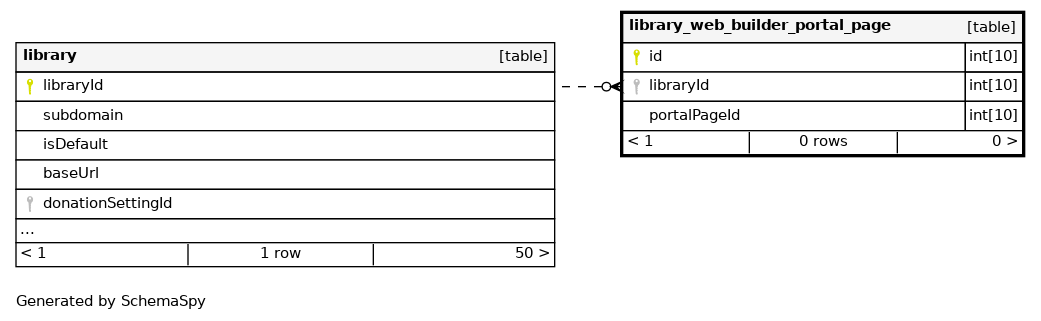 library [table]
libraryId
subdomain
isDefault
baseUrl
donationSettingId
...
< 1 1 row 50 >
library_web_builder_portal_page [table]
id int[10]
libraryId int[10]
portalPageId int[10]
< 1 0 rows 0 >
Generated by SchemaSpy